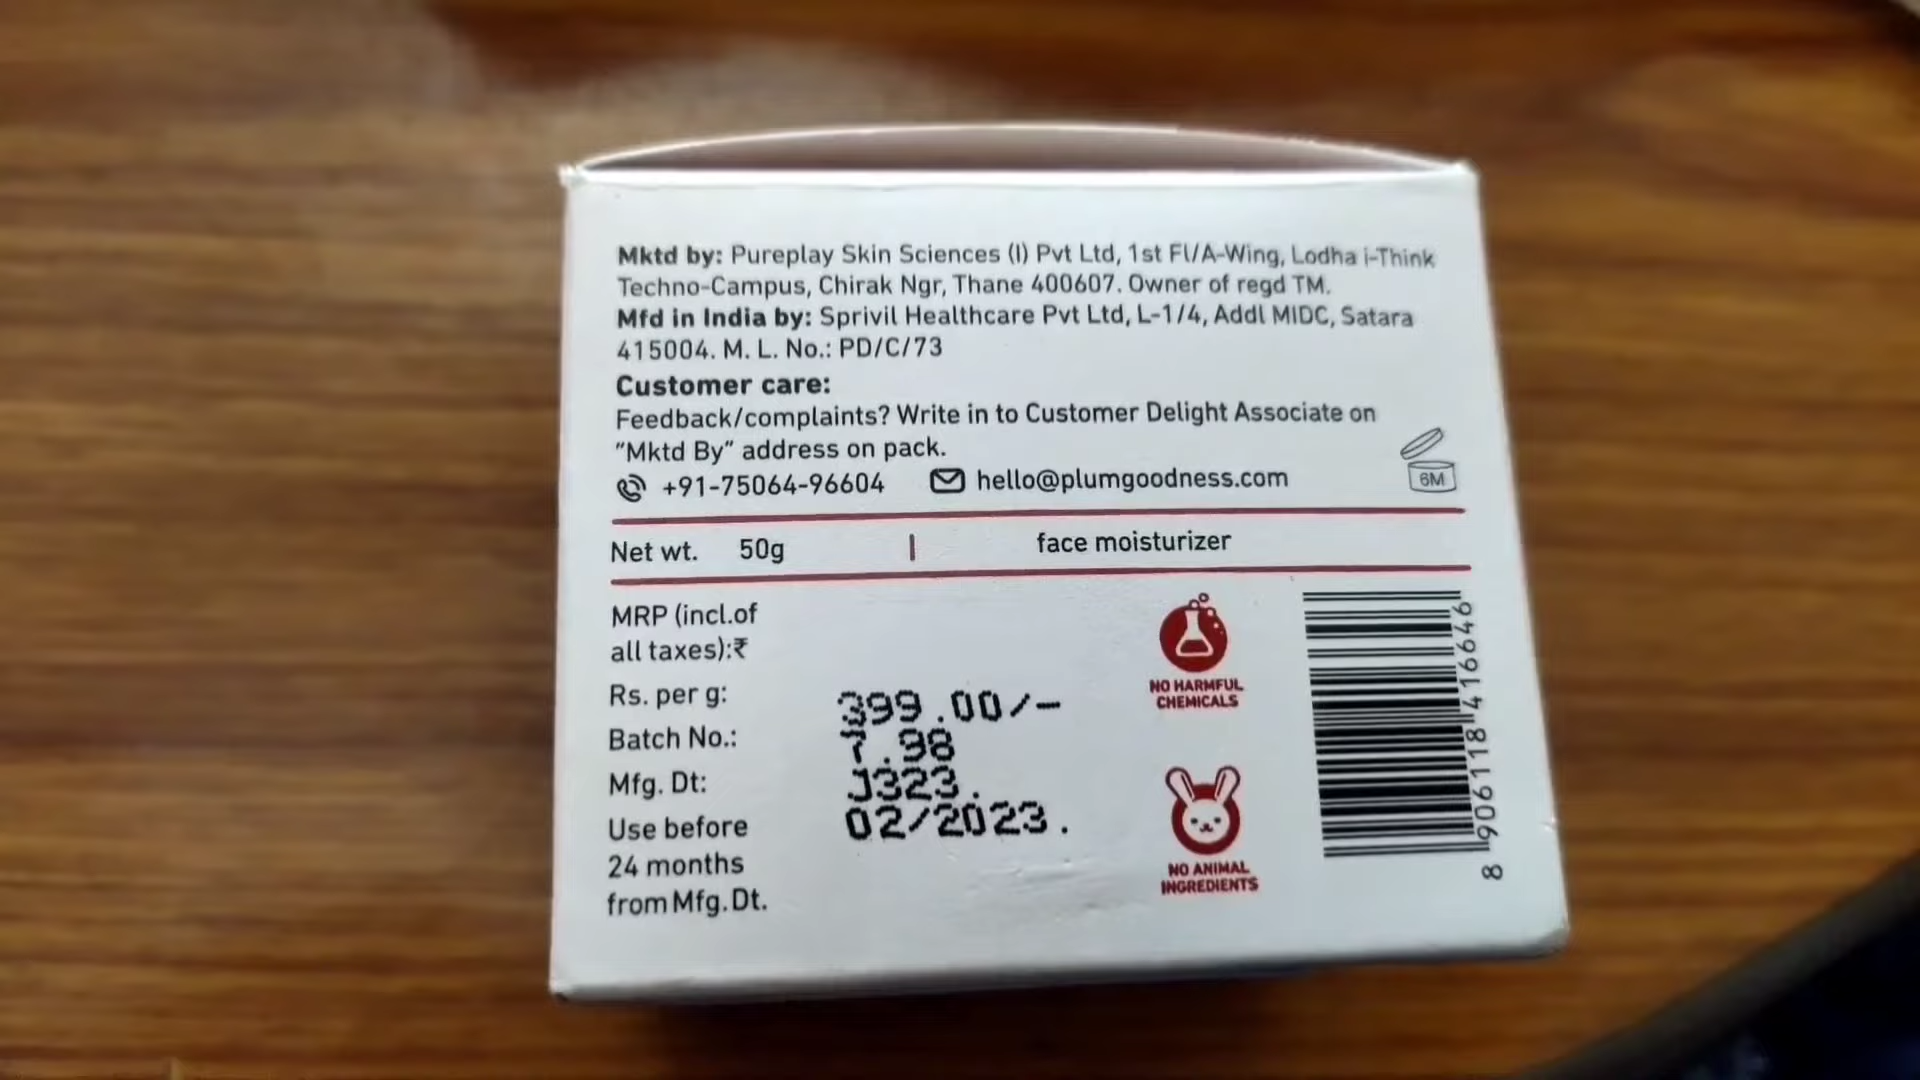 Mktd by: Pureplay Skin Sciences (I) Pvt Ltd, 1st Fl/A-Wing, Lodha i-Think
Techno-Campus, Chirak Ngr, Thane 400607. Owner of regd TM.
Mfd in India by: Sprivil Healthcare Pvt Ltd, L-1/4, Addl MIDC, Satara
415004. M. L. No.: PD/C/73
Customer care:
Feedback/complaints? Write in to Customer Delight Associate on
"Mktd By" address on pack.
+91-75064-96604 hello@plumgoodness.com
6M
Net wt. 50g | face moisturizer
MRP (incl.of
all taxes):₹
Rs. per g:
Batch No.:
Mfg. Dt:
Use before
24 months
from Mfg. Dt.
399.00/-
7.98
J323.
02/2023.
NO HARMFUL
CHEMICALS
NO ANIMAL
INGREDIENTS
8 906118 416646